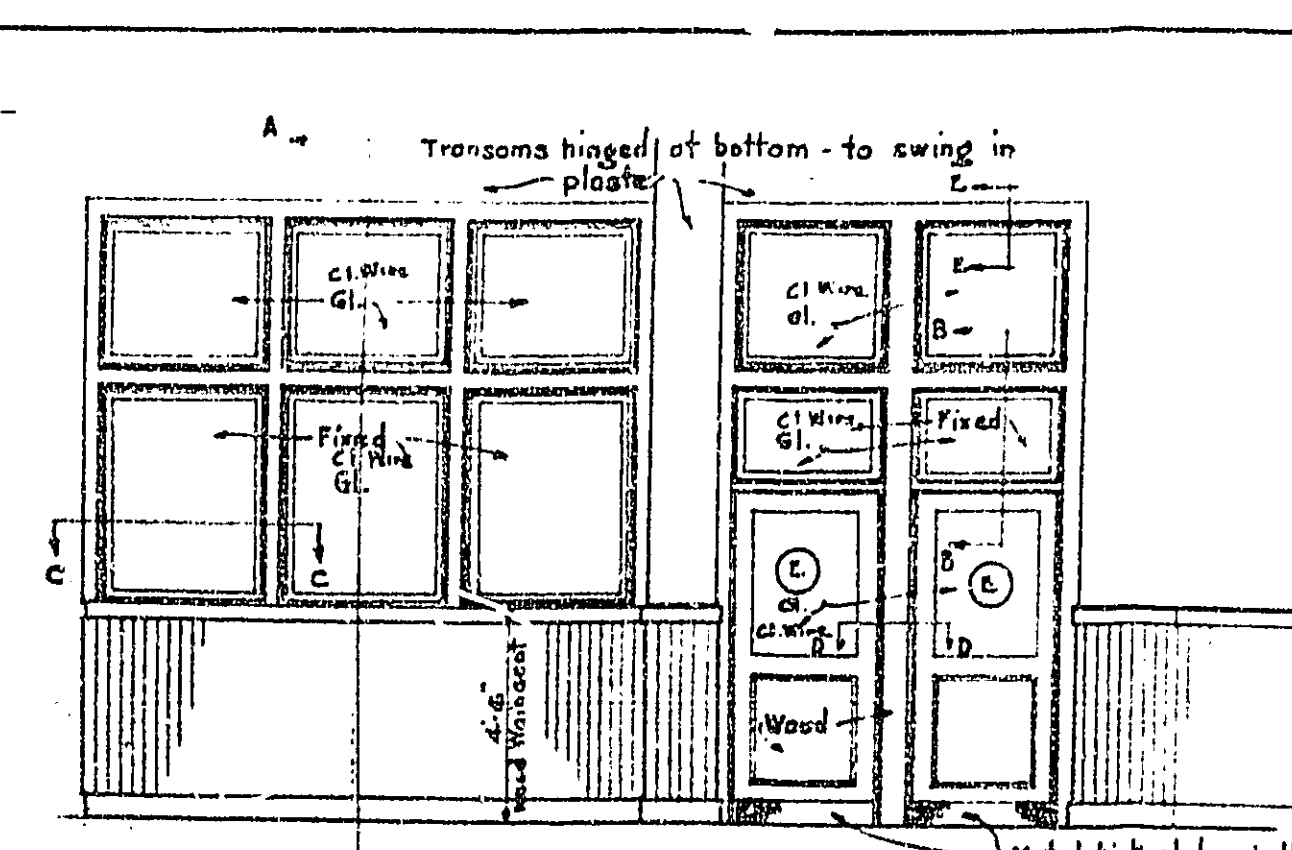 A
Transoms hinged at bottom - to swing in
plaster
E
Cl. Wire
Gl.
Cl Wire
Gl.
E
B
Fixed
Cl Wire
Gl.
Cl Wire
Gl.
Fixed
C
C
E.
E.
B
Gl.
Cl. Wire
D
D
4'-6"
Wood Wainscot
Wood